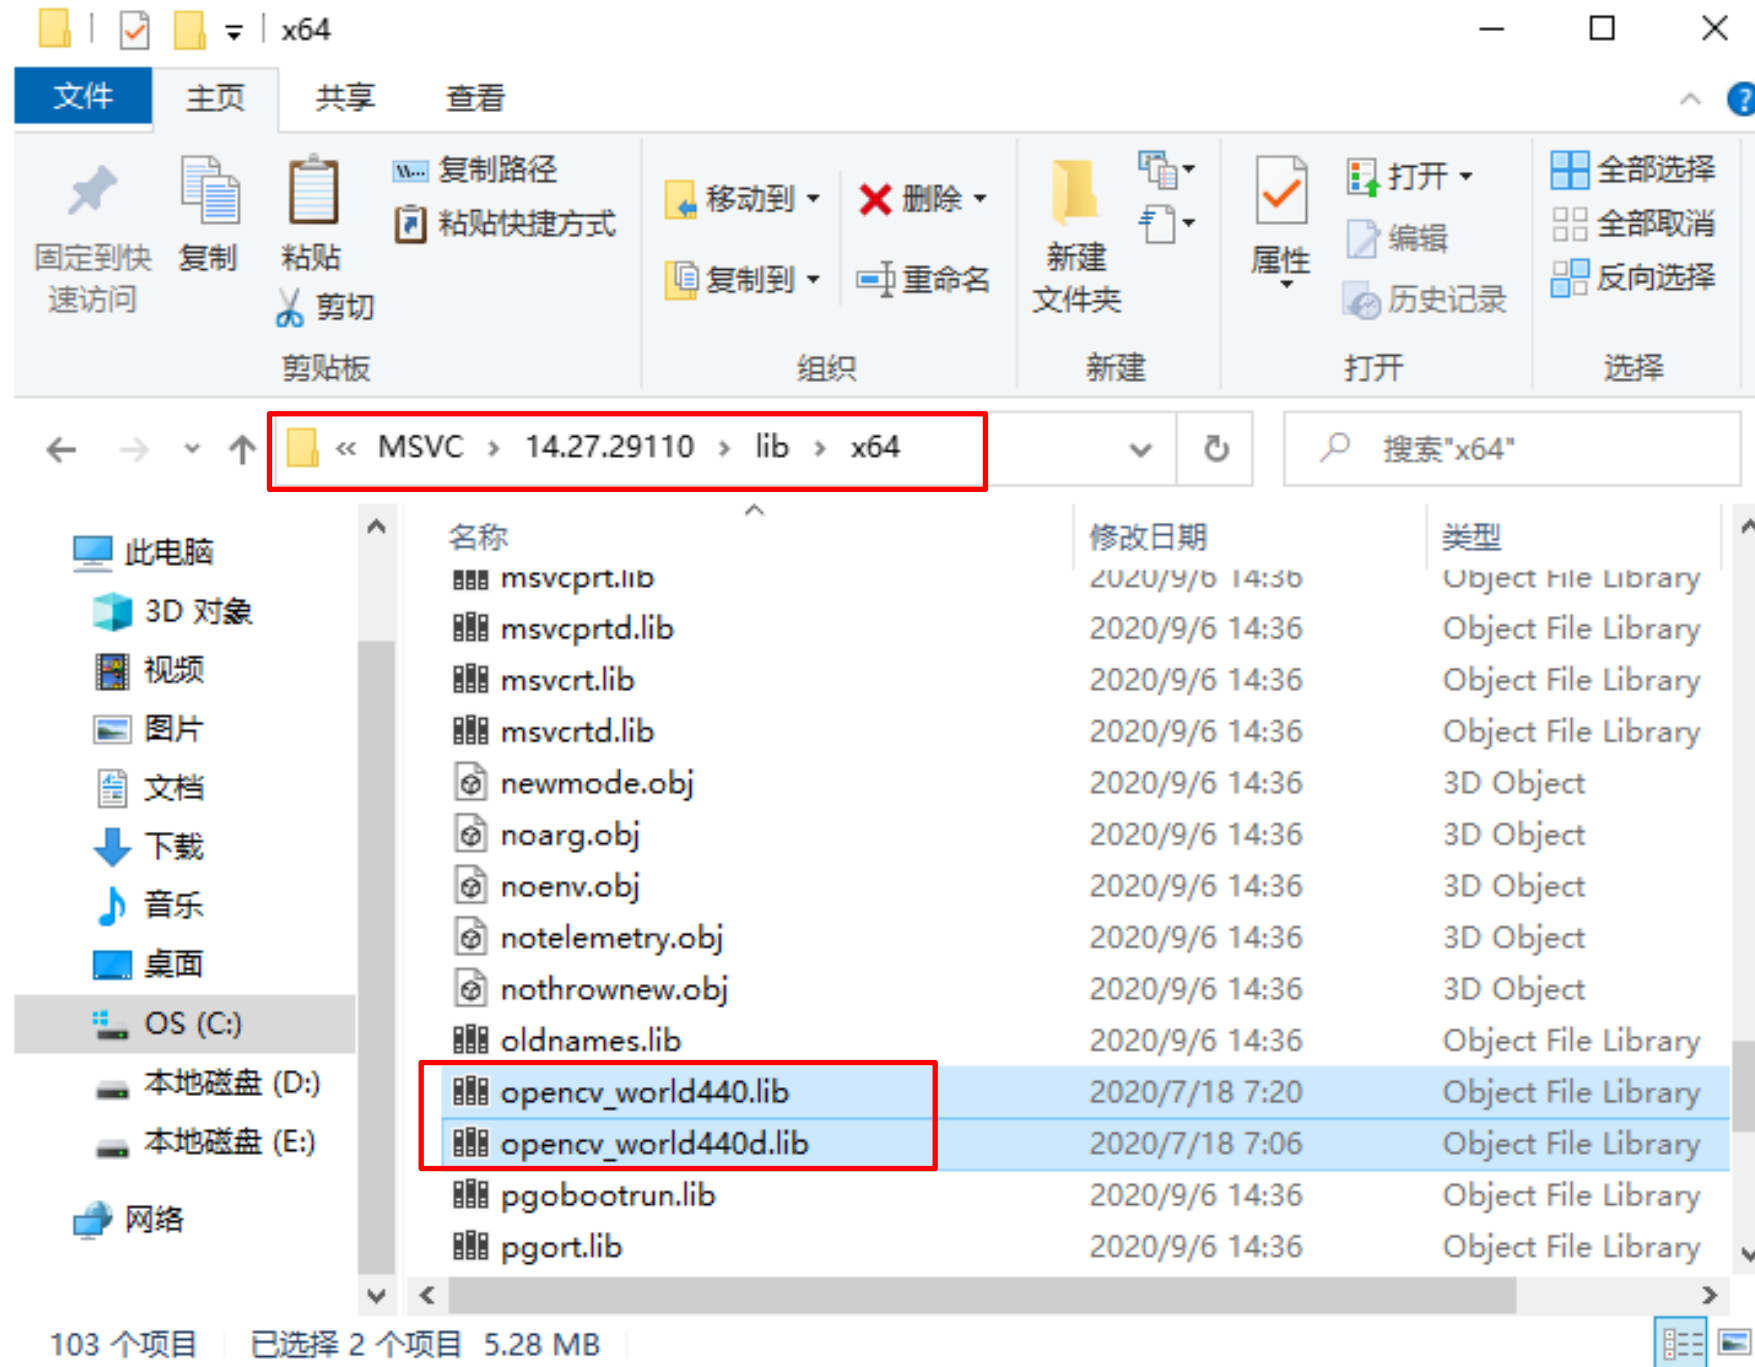 x64
文件 主页 共享 查看
固定到快
速访问
复制
粘贴
复制路径
粘贴快捷方式
剪切
剪贴板
移动到
复制到
删除
重命名
组织
新建
文件夹
新建
属性
打开
编辑
历史记录
打开
全部选择
全部取消
反向选择
选择
« MSVC › 14.27.29110 › lib › x64
搜索"x64"
此电脑
3D 对象
视频
图片
文档
下载
音乐
桌面
OS (C:)
本地磁盘 (D:)
本地磁盘 (E:)
网络
名称 修改日期 类型
msvcprt.lib 2020/9/6 14:36 Object File Library
msvcprtd.lib 2020/9/6 14:36 Object File Library
msvcrt.lib 2020/9/6 14:36 Object File Library
msvcrtd.lib 2020/9/6 14:36 Object File Library
newmode.obj 2020/9/6 14:36 3D Object
noarg.obj 2020/9/6 14:36 3D Object
noenv.obj 2020/9/6 14:36 3D Object
notelemetry.obj 2020/9/6 14:36 3D Object
nothrownew.obj 2020/9/6 14:36 3D Object
oldnames.lib 2020/9/6 14:36 Object File Library
opencv_world440.lib 2020/7/18 7:20 Object File Library
opencv_world440d.lib 2020/7/18 7:06 Object File Library
pgobootrun.lib 2020/9/6 14:36 Object File Library
pgort.lib 2020/9/6 14:36 Object File Library
103 个项目 已选择 2 个项目 5.28 MB